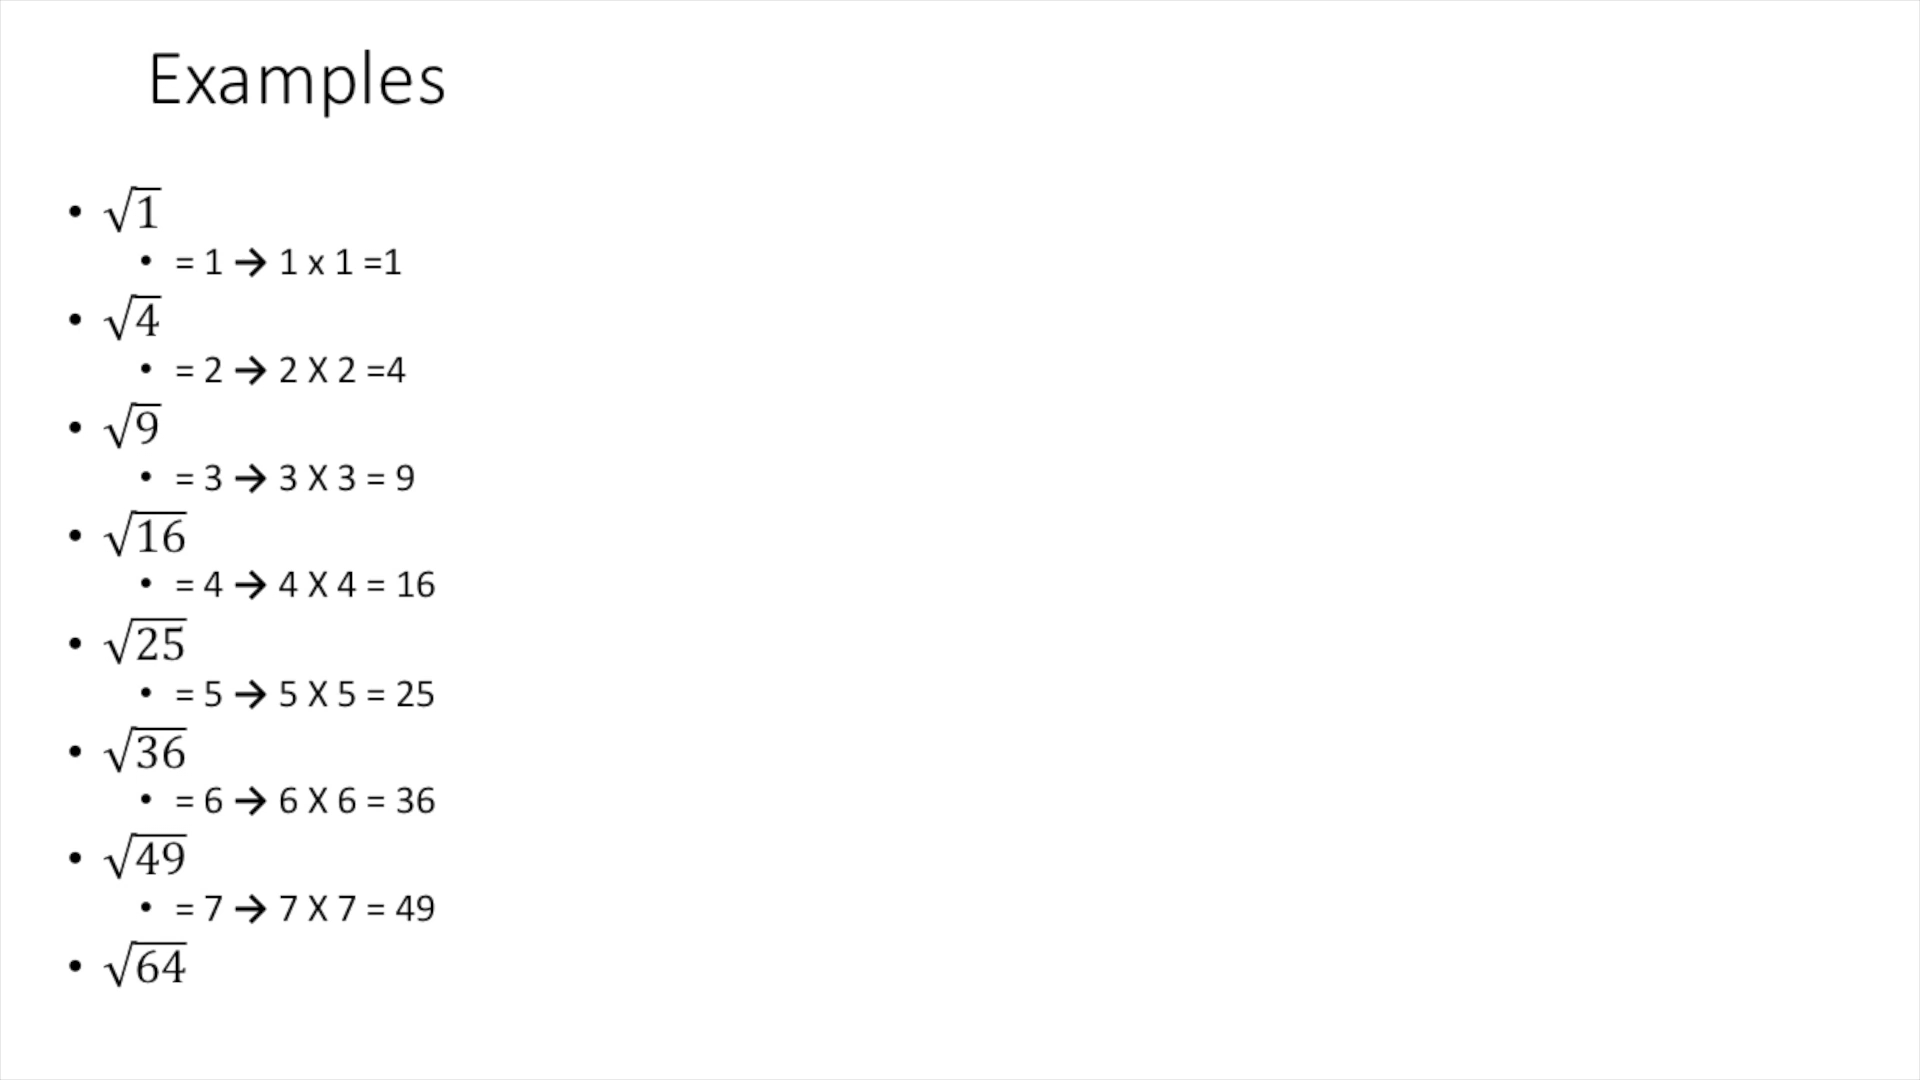 Examples
• √1
• = 1 → 1 x 1 =1
• √4
• = 2 → 2 X 2 =4
• √9
• = 3 → 3 X 3 = 9
• √16
• = 4 → 4 X 4 = 16
• √25
• = 5 → 5 X 5 = 25
• √36
• = 6 → 6 X 6 = 36
• √49
• = 7 → 7 X 7 = 49
• √64